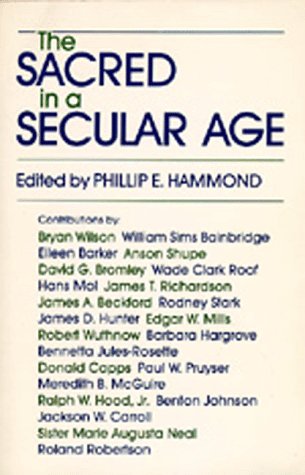 The
SACRED
in a
SECULAR AGE
Edited by PHILLIP E. HAMMOND
Contributions by:
Bryan Wilson William Sims Bainbridge
Eileen Barker Anson Shupe
David G. Bromley Wade Clark Roof
Hans Mol James T. Richardson
James A. Beckford Rodney Stark
James D. Hunter Edgar W. Mills
Robert Wuthnow Barbara Hargrove
Bennetta Jules-Rosette
Donald Capps Paul W. Pruyser
Meredith B. McGuire
Ralph W. Hood, Jr. Benton Johnson
Jackson W. Carroll
Sister Marie Augusta Neal
Roland Robertson